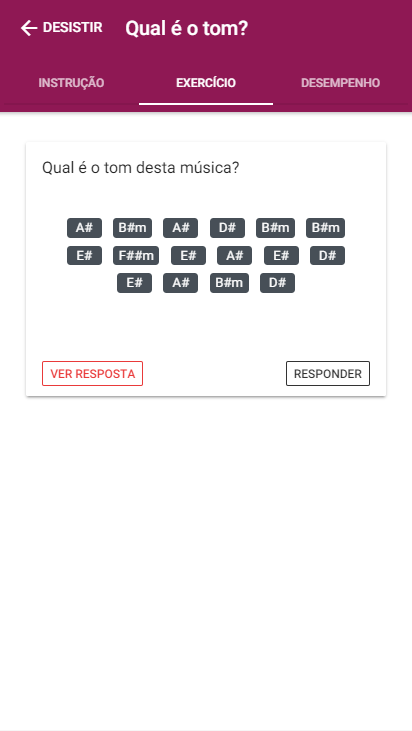 DESISTIR Qual é o tom?
INSTRUÇÃO EXERCÍCIO DESEMPENHO
Qual é o tom desta música?
A# B#m A# D# B#m B#m
E# F##m E# A# E# D#
E# A# B#m D#
VER RESPOSTA RESPONDER